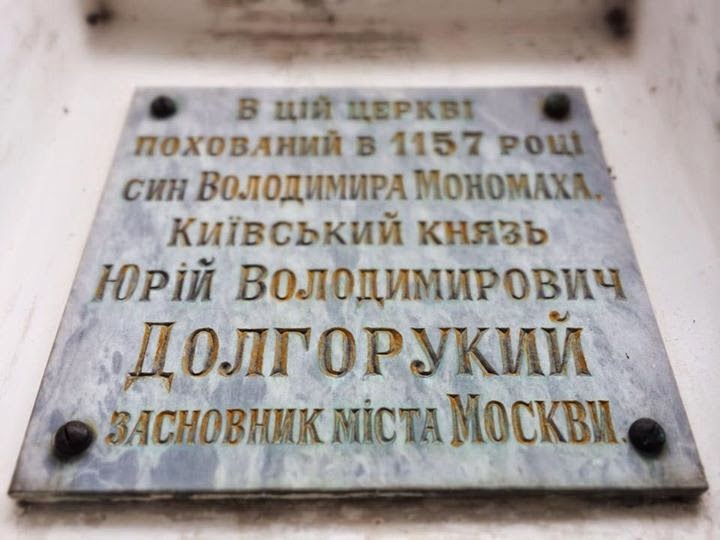 В ЦІЙ ЦЕРКВІ
ПОХОВАНИЙ В 1157 РОЦІ
СИН ВОЛОДИМИРА МОНОМАХА.
КИЇВСЬКИЙ КНЯЗЬ
ЮРІЙ ВОЛОДИМИРОВИЧ
ДОЛГОРУКИЙ
ЗАСНОВНИК МІСТА МОСКВИ.